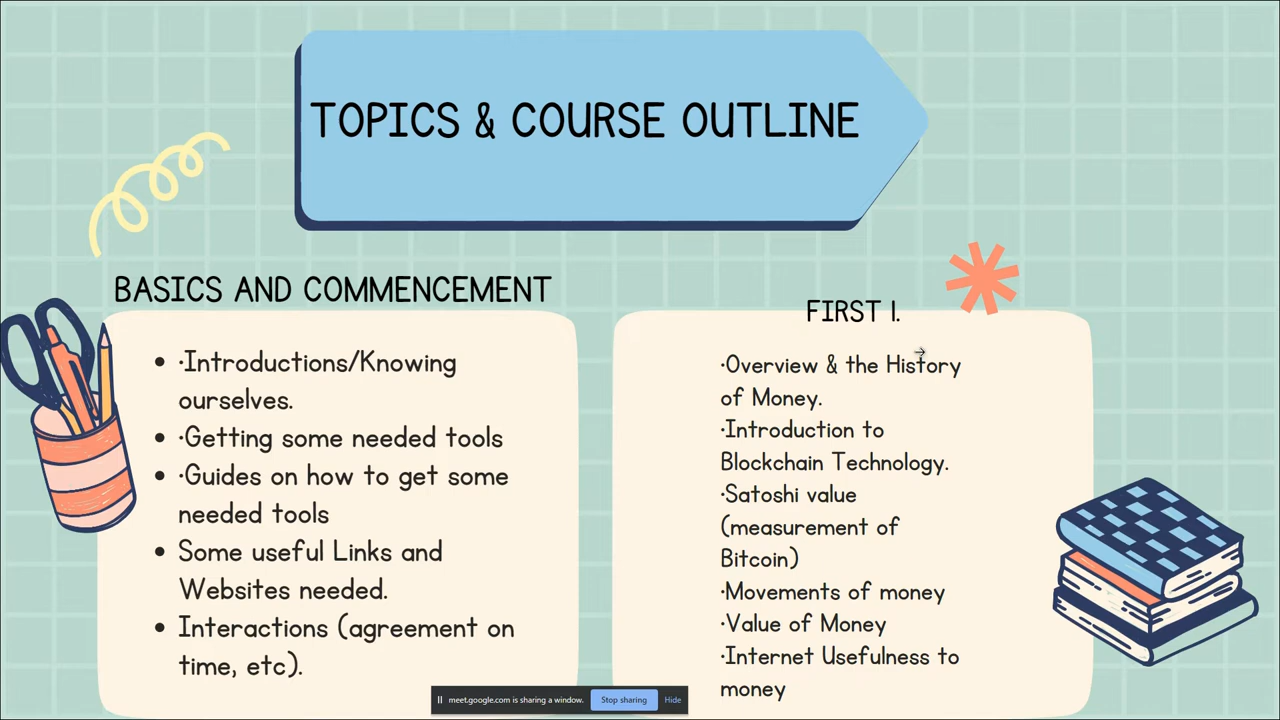 TOPICS & COURSE OUTLINE
BASICS AND COMMENCEMENT
• ·Introductions/Knowing
ourselves.
• ·Getting some needed tools
• ·Guides on how to get some
needed tools
• Some useful Links and
Websites needed.
• Interactions (agreement on
time, etc).
FIRST 1.
·Overview & the History
of Money.
·Introduction to
Blockchain Technology.
·Satoshi value
(measurement of
Bitcoin)
·Movements of money
·Value of Money
·Internet Usefulness to
money
meet.google.com is sharing a window. Stop sharing Hide